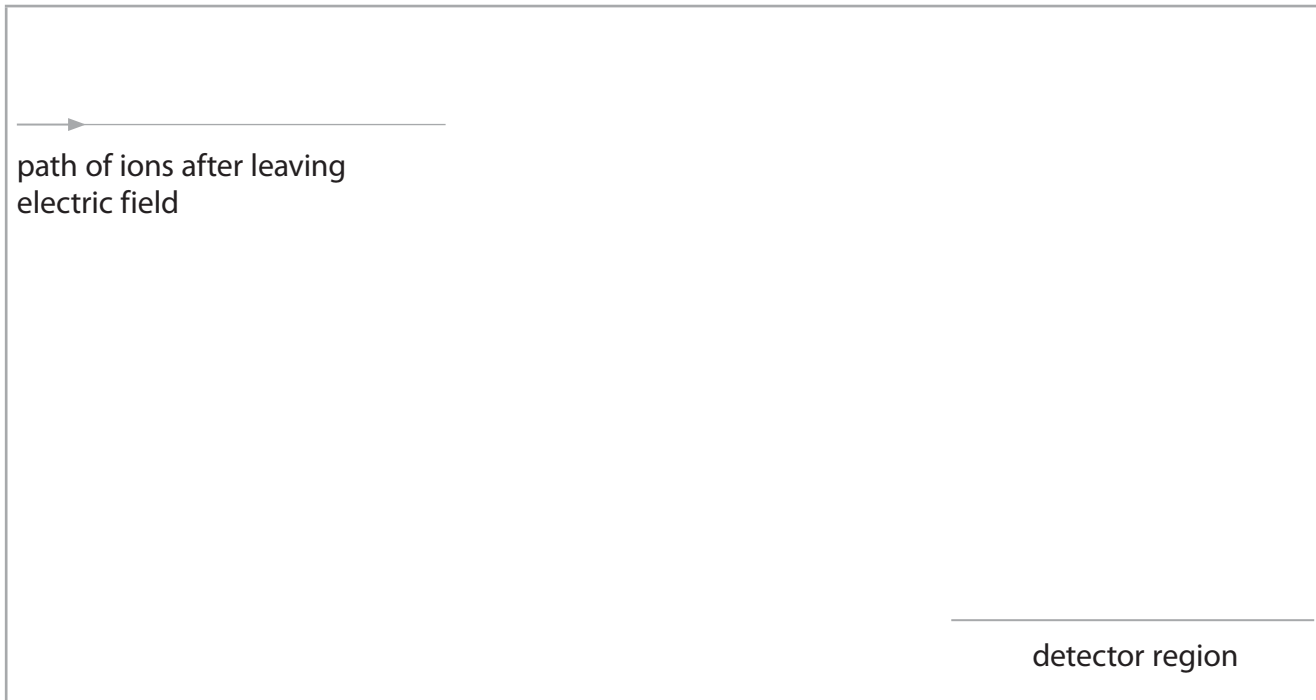 path of ions after leaving
electric field
detector region